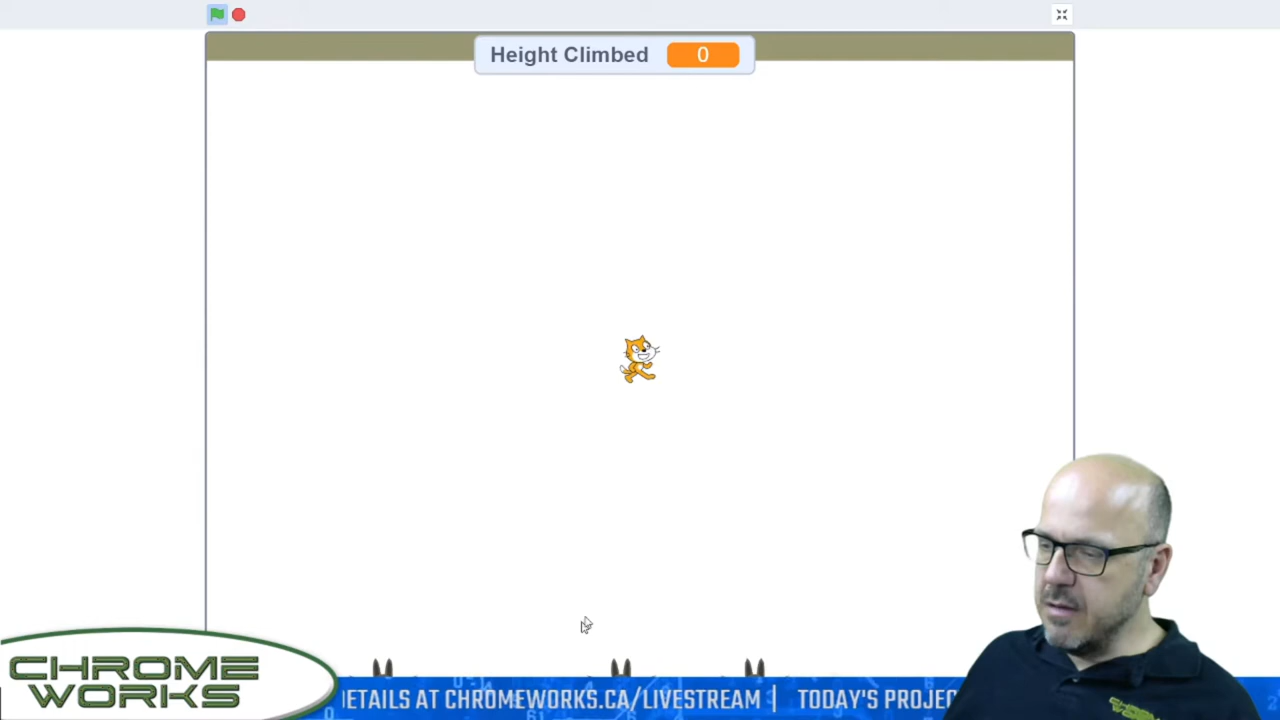 Height Climbed 0
CHROME
WORKS
ETAILS AT CHROMEWORKS.CA/LIVESTREAM | TODAY'S PROJEC